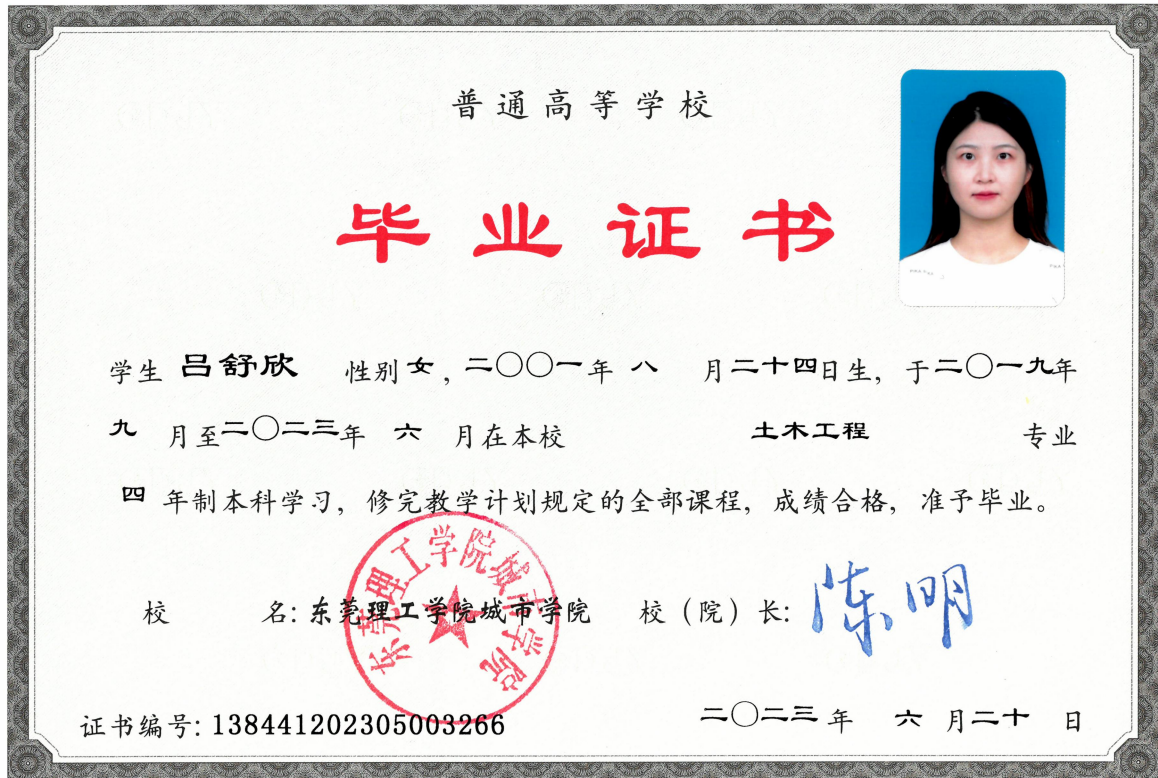 普通高等学校
毕业证书
学生 吕舒欣 性别 女，二〇〇一年 八 月二十四日生，于二〇一九年
九 月至二〇二三年 六 月在本校 土木工程 专业
四 年制本科学习，修完教学计划规定的全部课程，成绩合格，准予毕业。
东莞理工学院城市学院
校 名：东莞理工学院城市学院 校（院）长：陈明
证书编号：138441202305003266 二〇二三 年 六 月二十 日